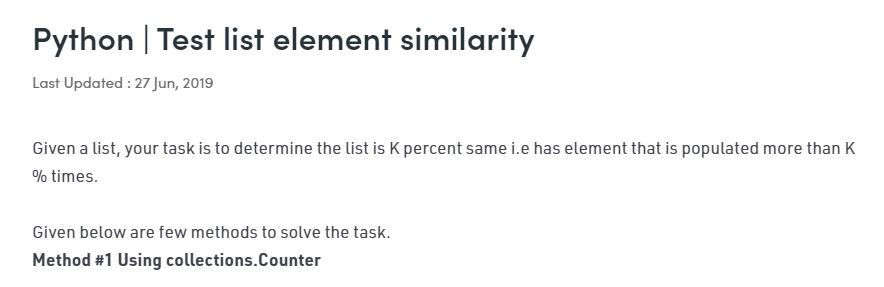 Python | Test list element similarity
Last Updated : 27 Jun, 2019
Given a list, your task is to determine the list is K percent same i.e has element that is populated more than K
% times.
Given below are few methods to solve the task.
Method #1 Using collections.Counter